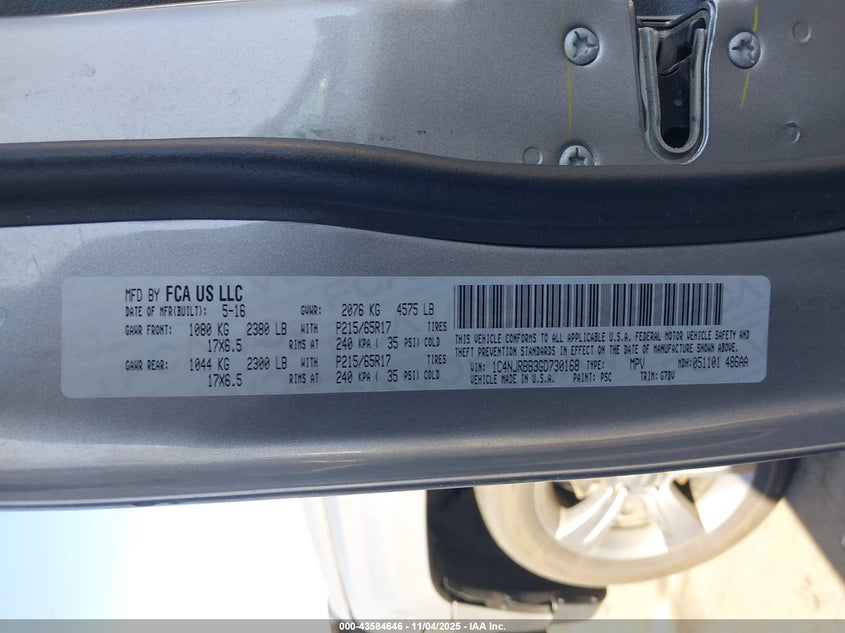 MFD BY FCA US LLC
DATE OF MFR(BUILT): 5-16 GVWR: 2076 KG 4575 LB
GAWR FRONT: 1080 KG 2380 LB WITH P215/65R17 TIRES
17X6.5 RIMS AT 240 KPA ( 35 PSI) COLD
GAWR REAR: 1044 KG 2300 LB WITH P215/65R17 TIRES
17X6.5 RIMS AT 240 KPA ( 35 PSI) COLD
THIS VEHICLE CONFORMS TO ALL APPLICABLE U.S.A. FEDERAL MOTOR VEHICLE SAFETY AND
THEFT PREVENTION STANDARDS IN EFFECT ON THE DATE OF MANUFACTURE SHOWN ABOVE.
VIN: 1C4NJRBB3GD730168 TYPE: MPV MDH: 051101 486AA
VEHICLE MADE IN U.S.A. PAINT: PSC TRIM: G7DV
000-43584646 - 11/04/2025 - IAA Inc.